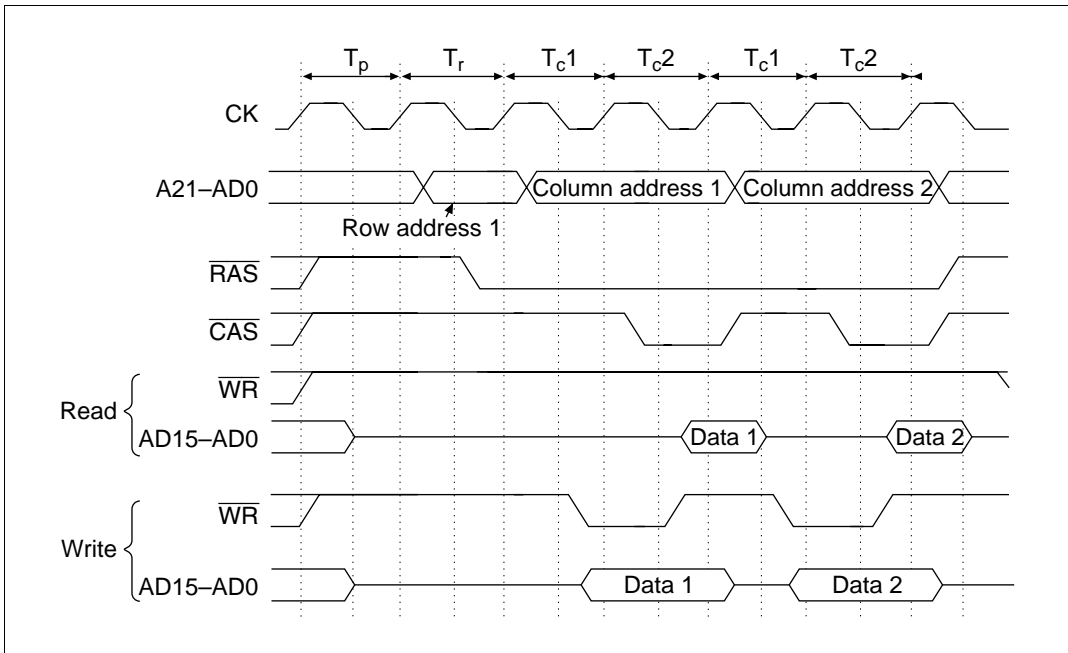 Tp Tr Tc1 Tc2 Tc1 Tc2
CK
A21–AD0 Column address 1 Column address 2
Row address 1
RAS
CAS
WR
Read
AD15–AD0 Data 1 Data 2
WR
Write
AD15–AD0 Data 1 Data 2